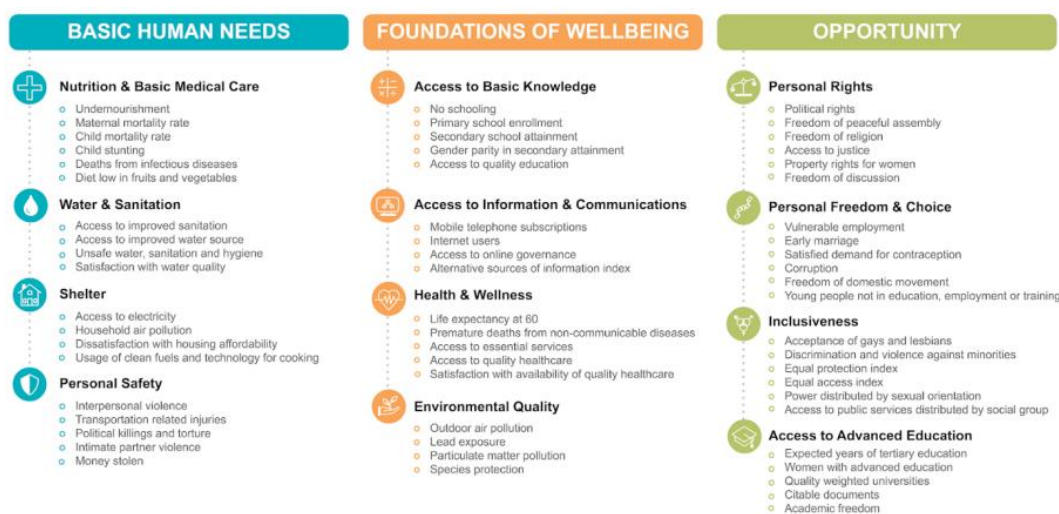 BASIC HUMAN NEEDS
Nutrition & Basic Medical Care
Undernourishment
Maternal mortality rate
Child mortality rate
Child stunting
Deaths from infectious diseases
Diet low in fruits and vegetables
Water & Sanitation
Access to improved sanitation
Access to improved water source
Unsafe water, sanitation and hygiene
Satisfaction with water quality
Shelter
Access to electricity
Household air pollution
Dissatisfaction with housing affordability
Usage of clean fuels and technology for cooking
Personal Safety
Interpersonal violence
Transportation related injuries
Political killings and torture
Intimate partner violence
Money stolen
FOUNDATIONS OF WELLBEING
Access to Basic Knowledge
No schooling
Primary school enrollment
Secondary school attainment
Gender parity in secondary attainment
Access to quality education
Access to Information & Communications
Mobile telephone subscriptions
Internet users
Access to online governance
Alternative sources of information index
Health & Wellness
Life expectancy at 60
Premature deaths from non-communicable diseases
Access to essential services
Access to quality healthcare
Satisfaction with availability of quality healthcare
Environmental Quality
Outdoor air pollution
Lead exposure
Particulate matter pollution
Species protection
OPPORTUNITY
Personal Rights
Political rights
Freedom of peaceful assembly
Freedom of religion
Access to justice
Property rights for women
Freedom of discussion
Personal Freedom & Choice
Vulnerable employment
Early marriage
Satisfied demand for contraception
Corruption
Freedom of domestic movement
Young people not in education, employment or training
Inclusiveness
Acceptance of gays and lesbians
Discrimination and violence against minorities
Equal protection index
Equal access index
Power distributed by sexual orientation
Access to public services distributed by social group
Access to Advanced Education
Expected years of tertiary education
Women with advanced education
Quality weighted universities
Citable documents
Academic freedom